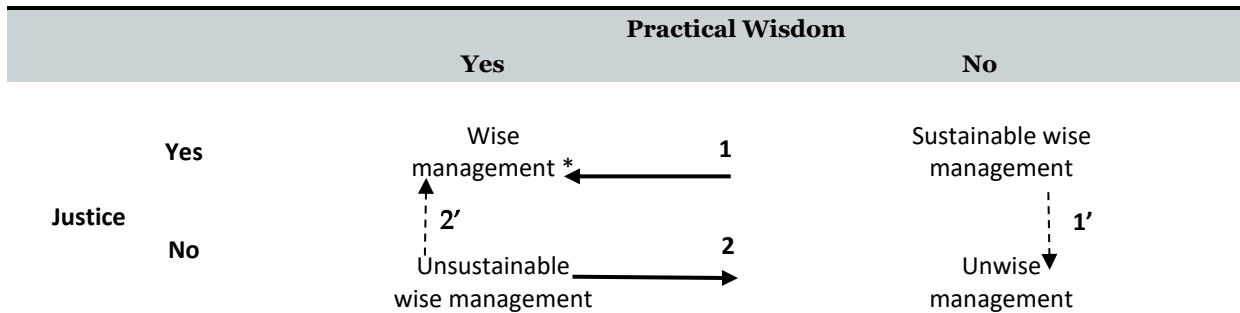 Practical Wisdom
Yes No
Wise
management *
1
Sustainable wise
management
Yes
Justice
2′
1’
No
Unsustainable
wise management
2
Unwise
management